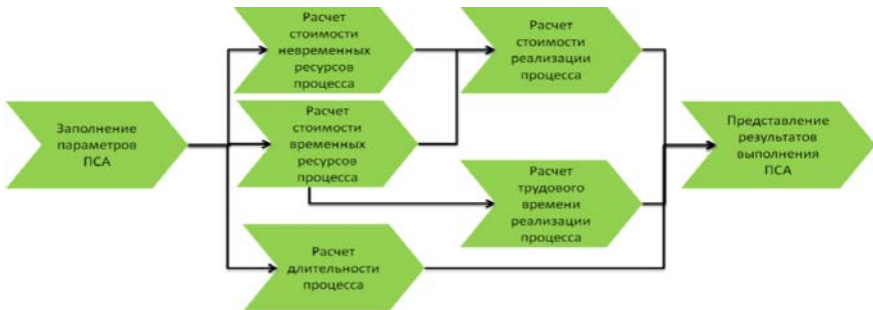 Заполнение
параметров
ПСА
Расчет
стоимости
невременных
ресурсов
процесса
Расчет
стоимости
временных
ресурсов
процесса
Расчет
длительности
процесса
Расчет
стоимости
реализации
процесса
Расчет
трудового
времени
реализации
процесса
Представление
результатов
выполнения
ПСА